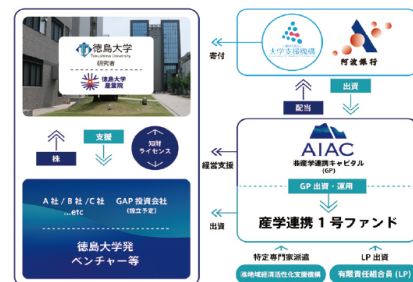 徳島大学
Tokushima University
研究者
徳島大学
産業院
株
支援
知財
ライセンス
A社 / B社 / C社
...etc
GAP 投資会社
(設立予定)
徳島大学発
ベンチャー等
寄付
大学支援機構
阿波銀行
配当
出資
経営支援
AIAC
㈱産学連携キャピタル
(GP)
GP 出資・運用
出資
産学連携 1号ファンド
特定専門家派遣
LP 出資
㈱地域経済活性化支援機構
有限責任組合員 (LP)